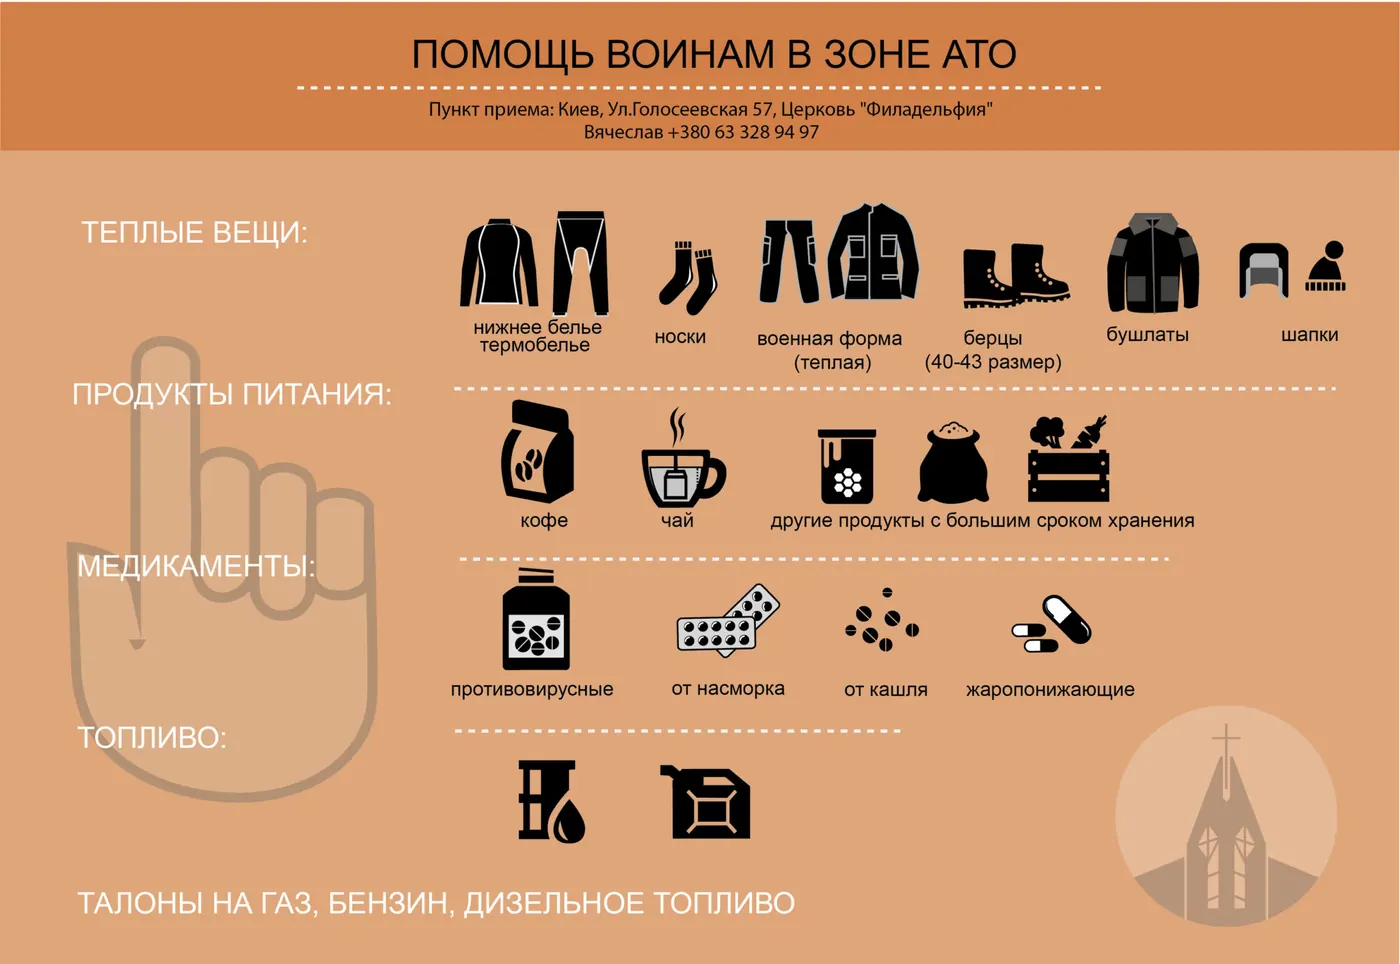 ПОМОЩЬ ВОИНАМ В ЗОНЕ АТО
Пункт приема: Киев, Ул.Голосеевская 57, Церковь "Филадельфия"
Вячеслав +380 63 328 94 97
ТЕПЛЫЕ ВЕЩИ:
нижнее белье
термобелье
носки
военная форма
(теплая)
берцы
(40-43 размер)
бушлаты
шапки
ПРОДУКТЫ ПИТАНИЯ:
кофе
чай
другие продукты с большим сроком хранения
МЕДИКАМЕНТЫ:
противовирусные
от насморка
от кашля
жаропонижающие
ТОПЛИВО:
ТАЛОНЫ НА ГАЗ, БЕНЗИН, ДИЗЕЛЬНОЕ ТОПЛИВО